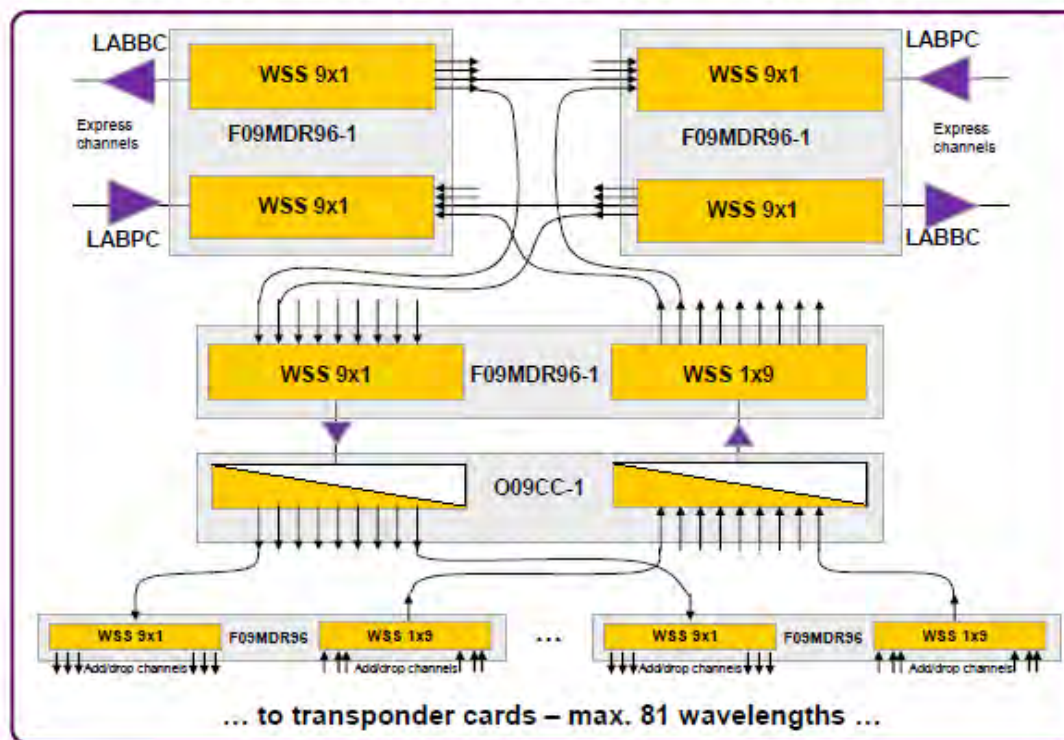 LABBC
WSS 9x1
WSS 9x1
LABPC
Express
channels
F09MDR96-1
F09MDR96-1
Express
channels
WSS 9x1
WSS 9x1
LABPC
LABBC
WSS 9x1
F09MDR96-1
WSS 1x9
O09CC-1
WSS 9x1
F09MDR96
WSS 1x9
...
WSS 9x1
F09MDR96
WSS 1x9
Add/drop channels
Add/drop channels
Add/drop channels
Add/drop channels
... to transponder cards – max. 81 wavelengths ...